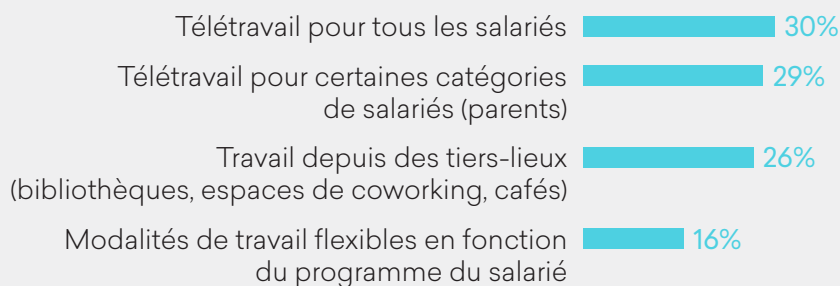 Télétravail pour tous les salariés 30%
Télétravail pour certaines catégories 29%
de salariés (parents)
Travail depuis des tiers-lieux 26%
(bibliothèques, espaces de coworking, cafés)
Modalités de travail flexibles en fonction 16%
du programme du salarié